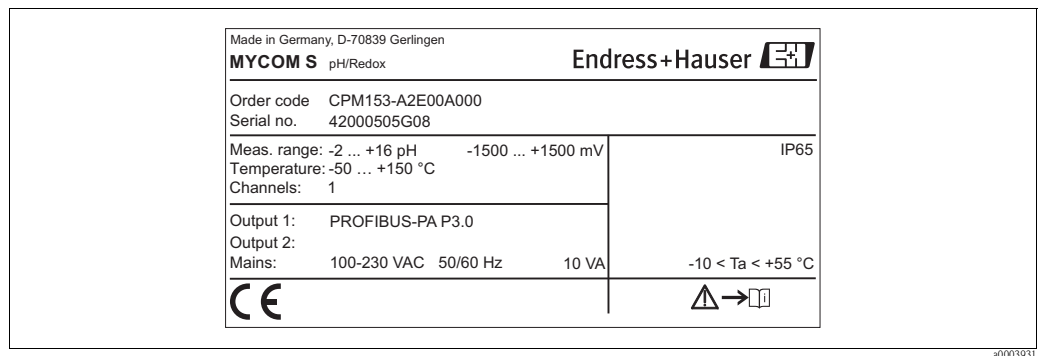 Made in Germany, D-70839 Gerlingen
MYCOM S pH/Redox
Endress+Hauser
Order code CPM153-A2E00A000
Serial no. 42000505G08
Meas. range: -2 ... +16 pH -1500 ... +1500 mV
IP65
Temperature: -50 ... +150 °C
Channels: 1
Output 1: PROFIBUS-PA P3.0
Output 2:
Mains: 100-230 VAC 50/60 Hz 10 VA
-10 < Ta < +55 °C
CE
a0003931